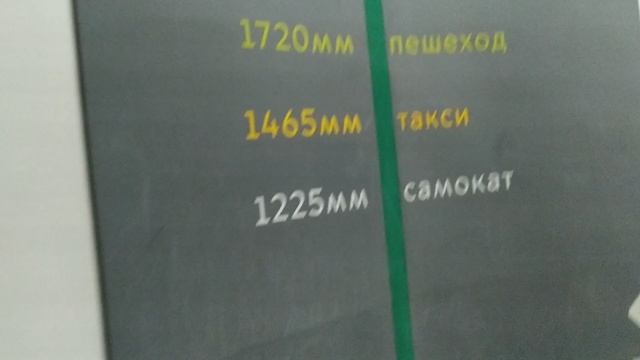 1720мм пешеход
1465мм такси
1225мм самокат